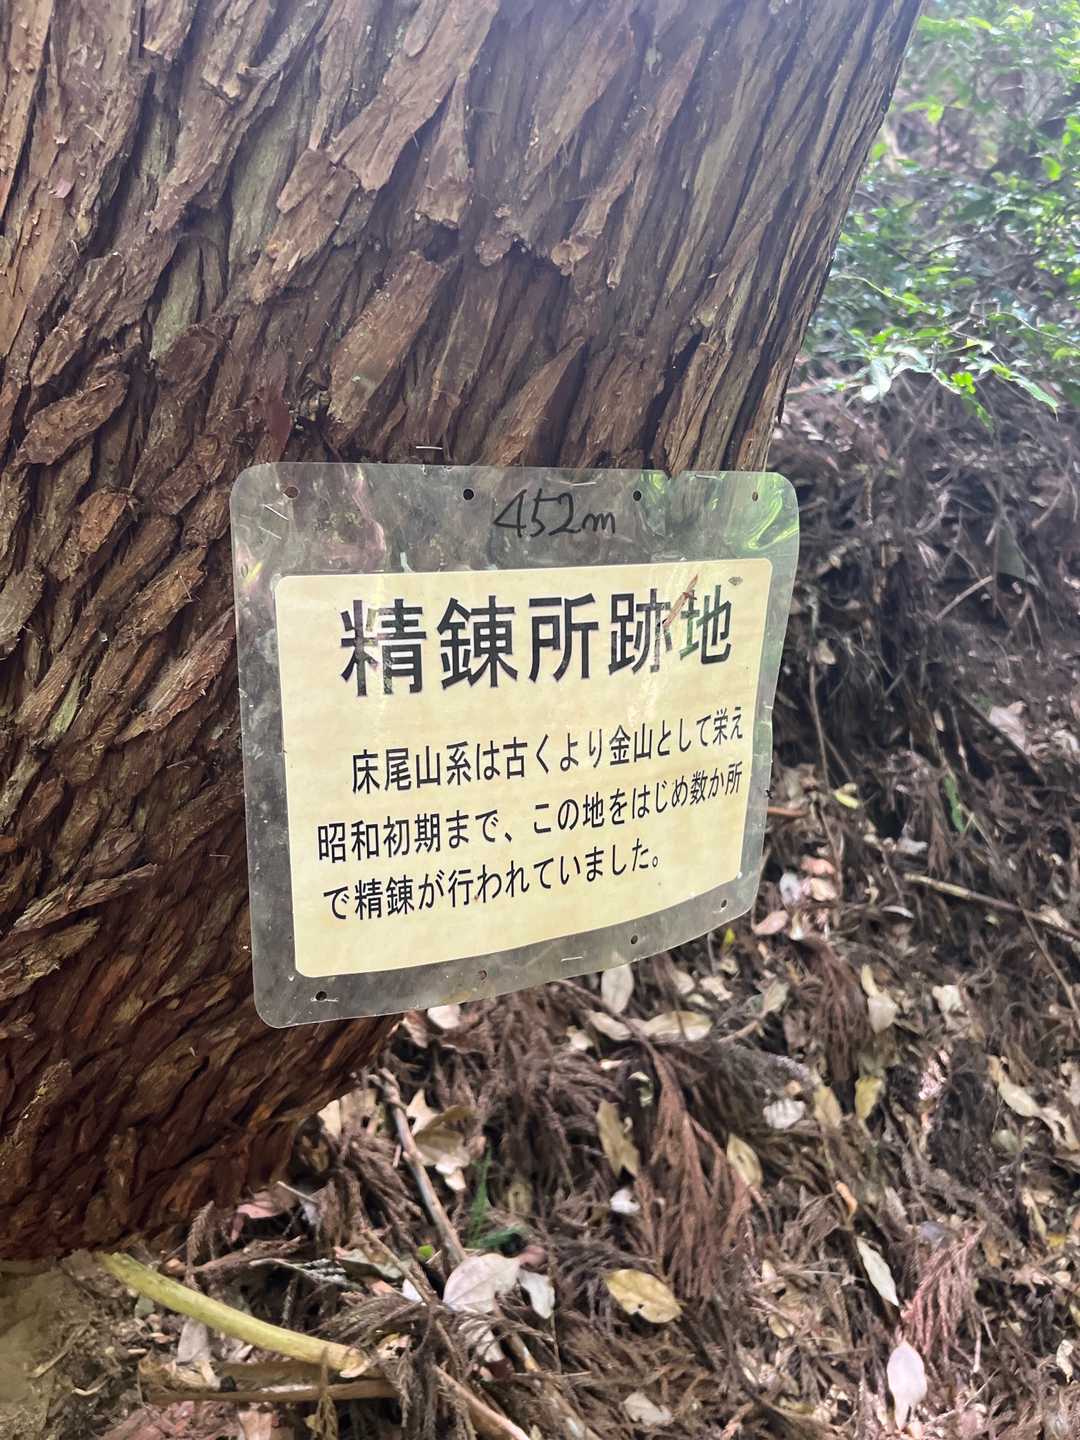 452m
精錬所跡地
床尾山系は古くより金山として栄え
昭和初期まで、この地をはじめ数か所
で精錬が行われていました。